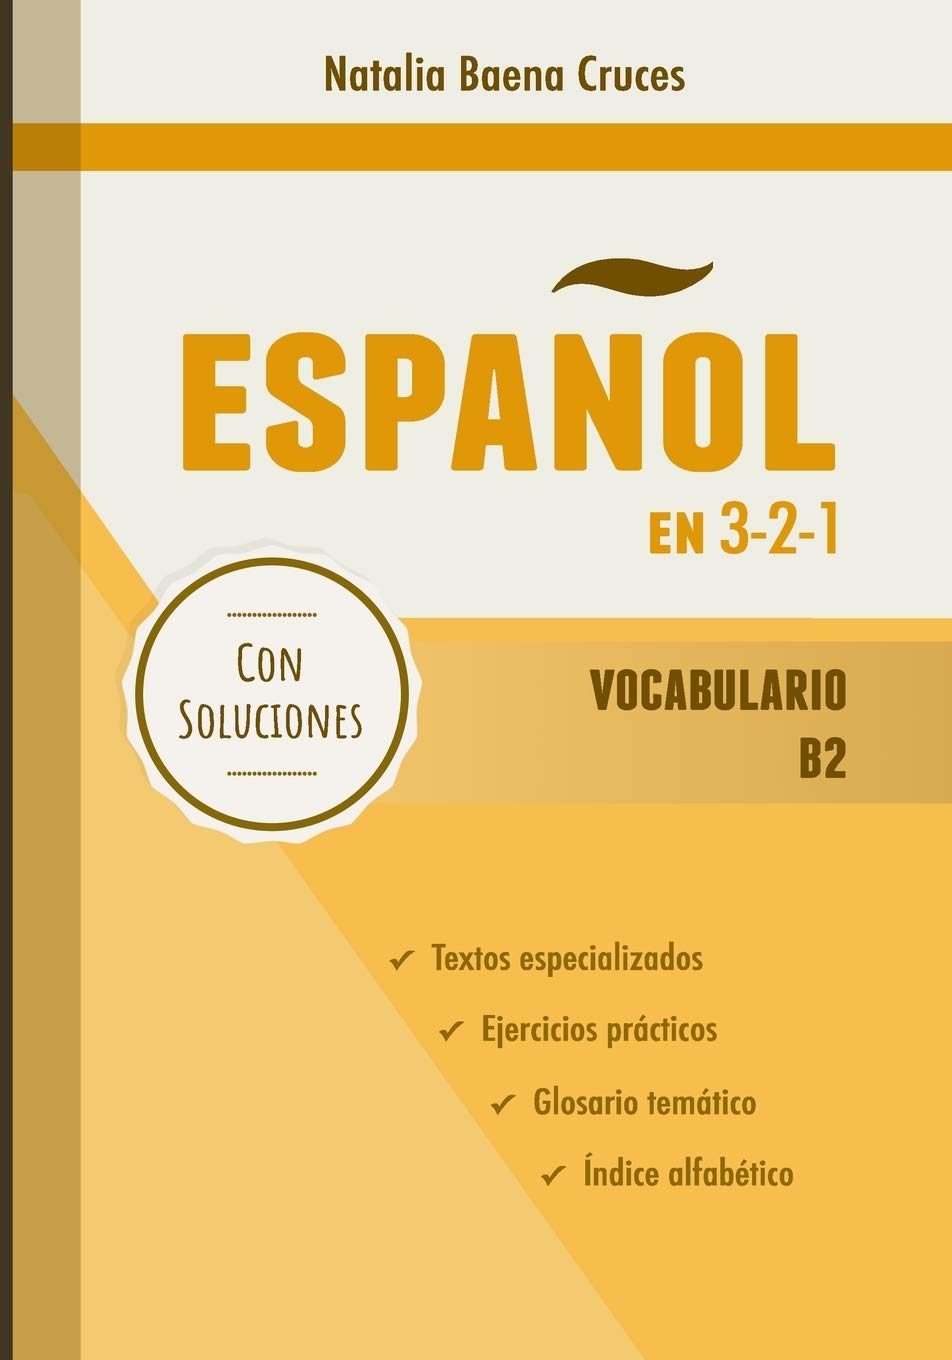 Natalia Baena Cruces
ESPAÑOL
EN 3-2-1
CON
SOLUCIONES
VOCABULARIO
B2
✓ Textos especializados
✓ Ejercicios prácticos
✓ Glosario temático
✓ Índice alfabético